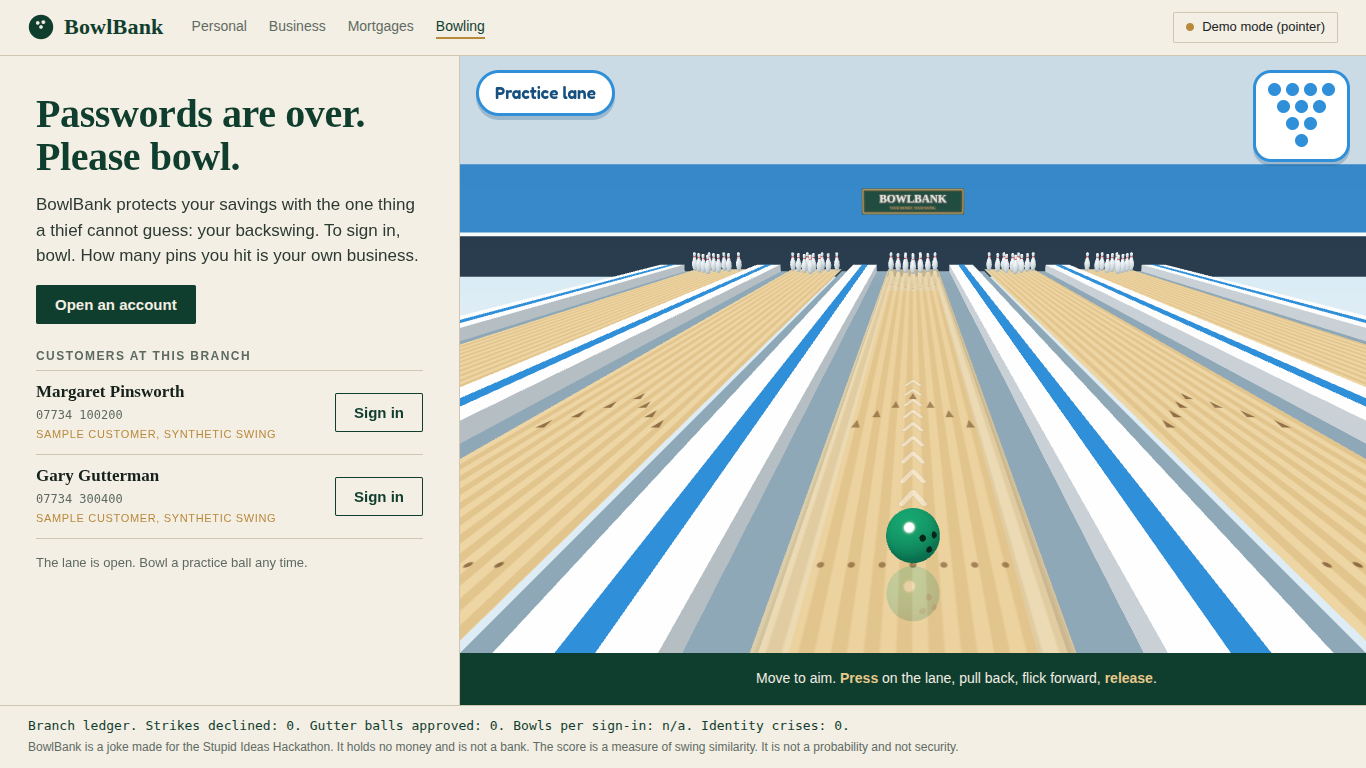 BowlBank
Personal
Business
Mortgages
Bowling
Demo mode (pointer)
Passwords are over.
Please bowl.
BowlBank protects your savings with the one thing
a thief cannot guess: your backswing. To sign in,
bowl. How many pins you hit is your own business.
Open an account
CUSTOMERS AT THIS BRANCH
Margaret Pinsworth
07734 100200
SAMPLE CUSTOMER, SYNTHETIC SWING
Sign in
Gary Gutterman
07734 300400
SAMPLE CUSTOMER, SYNTHETIC SWING
Sign in
The lane is open. Bowl a practice ball any time.
Practice lane
BOWLBANK
Move to aim. Press on the lane, pull back, flick forward, release.
Branch ledger. Strikes declined: 0. Gutter balls approved: 0. Bowls per sign-in: n/a. Identity crises: 0.
BowlBank is a joke made for the Stupid Ideas Hackathon. It holds no money and is not a bank. The score is a measure of swing similarity. It is not a probability and not security.